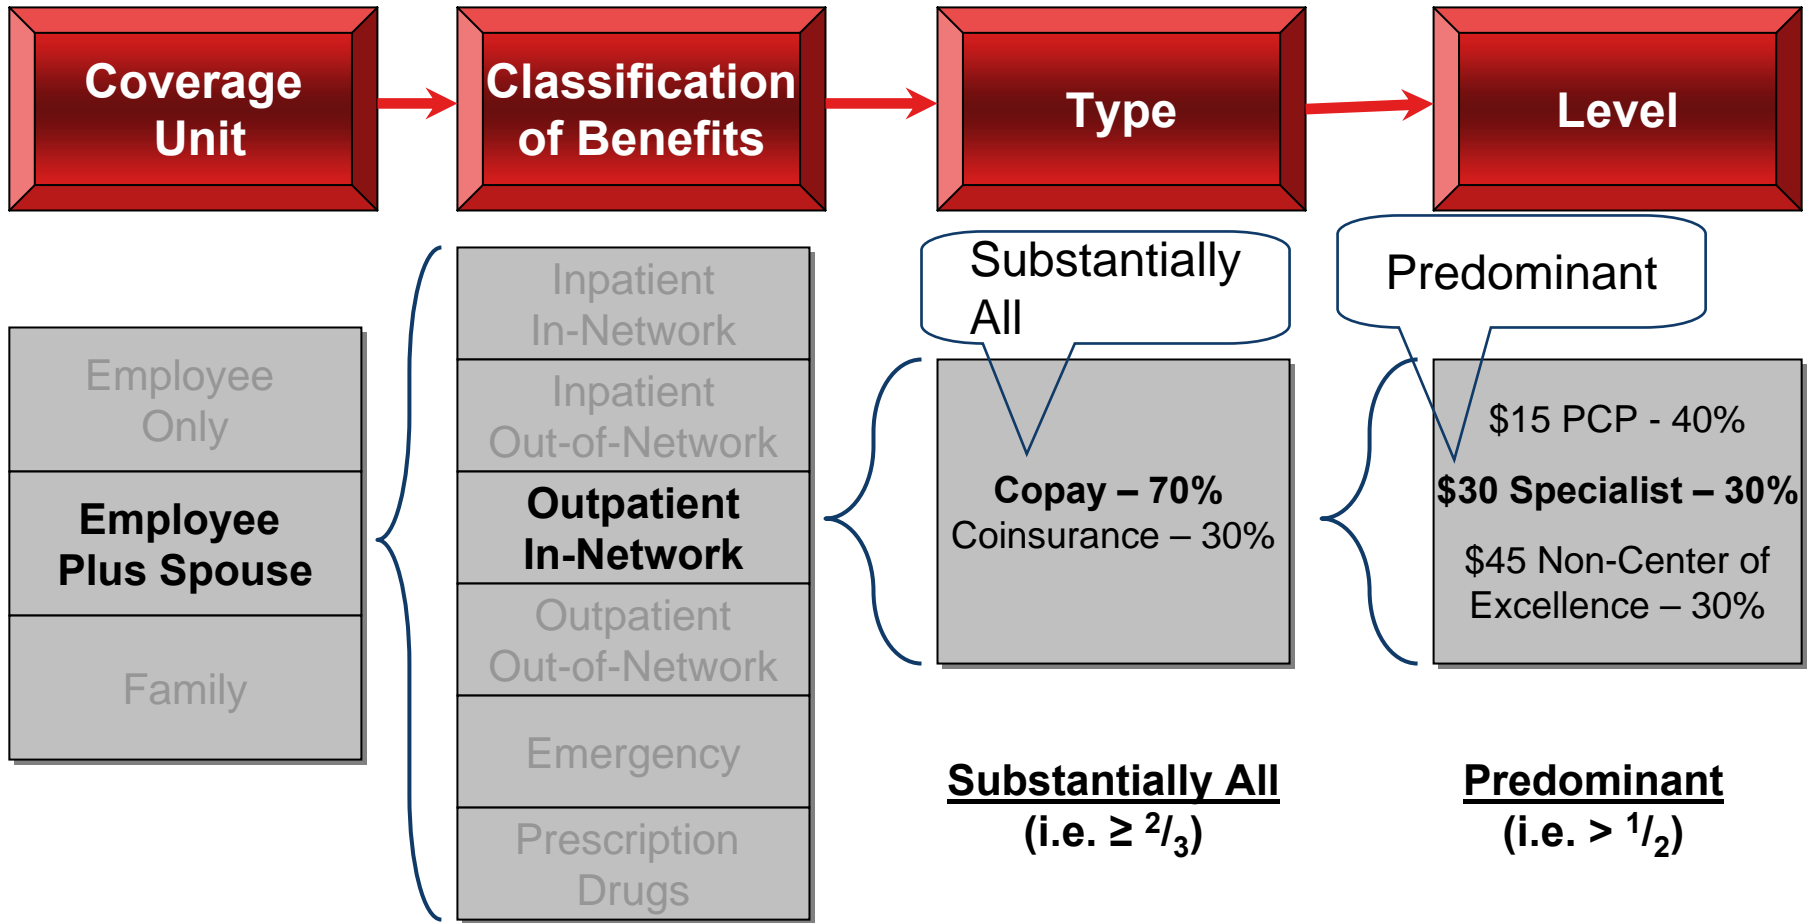 Coverage
Unit
Classification
of Benefits
Type
Level
Employee
Only
Employee
Plus Spouse
Family
Inpatient
In-Network
Inpatient
Out-of-Network
Outpatient
In-Network
Outpatient
Out-of-Network
Emergency
Prescription
Drugs
Substantially
All
Copay – 70%
Coinsurance – 30%
Substantially All
(i.e. ≥ 2/3)
Predominant
$15 PCP - 40%
$30 Specialist – 30%
$45 Non-Center of
Excellence – 30%
Predominant
(i.e. > 1/2)